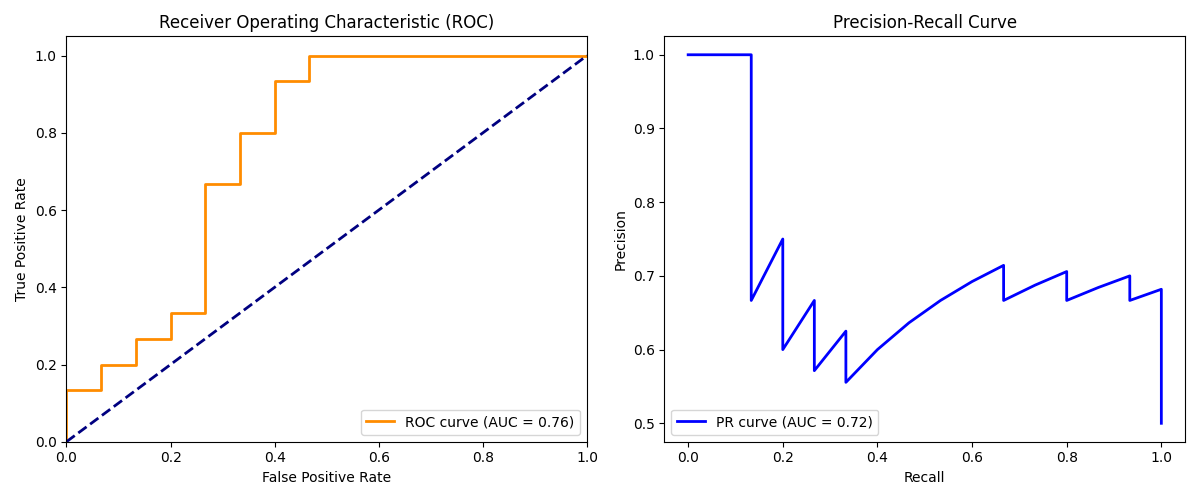 Receiver Operating Characteristic (ROC)
1.0
0.8
0.6
0.4
0.2
0.0
True Positive Rate
0.0 0.2 0.4 0.6 0.8 1.0
False Positive Rate
ROC curve (AUC = 0.76)
Precision-Recall Curve
1.0
0.9
0.8
0.7
0.6
0.5
Precision
0.0 0.2 0.4 0.6 0.8 1.0
Recall
PR curve (AUC = 0.72)